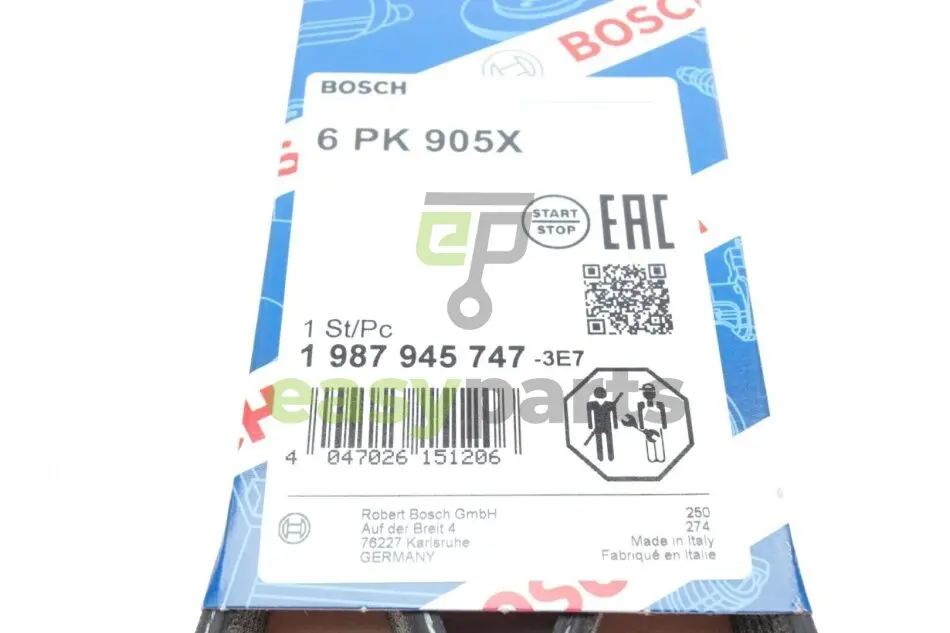 BOSCH
BOSCH
6 PK 905X
START
STOP
EAC
1 St/Pc
1 987 945 747 -3E7
easyparts
4 047026 151206
Robert Bosch GmbH
Auf der Breit 4
76227 Karlsruhe
GERMANY
250
274
Made in Italy
Fabriqué en Italie
BOSCH